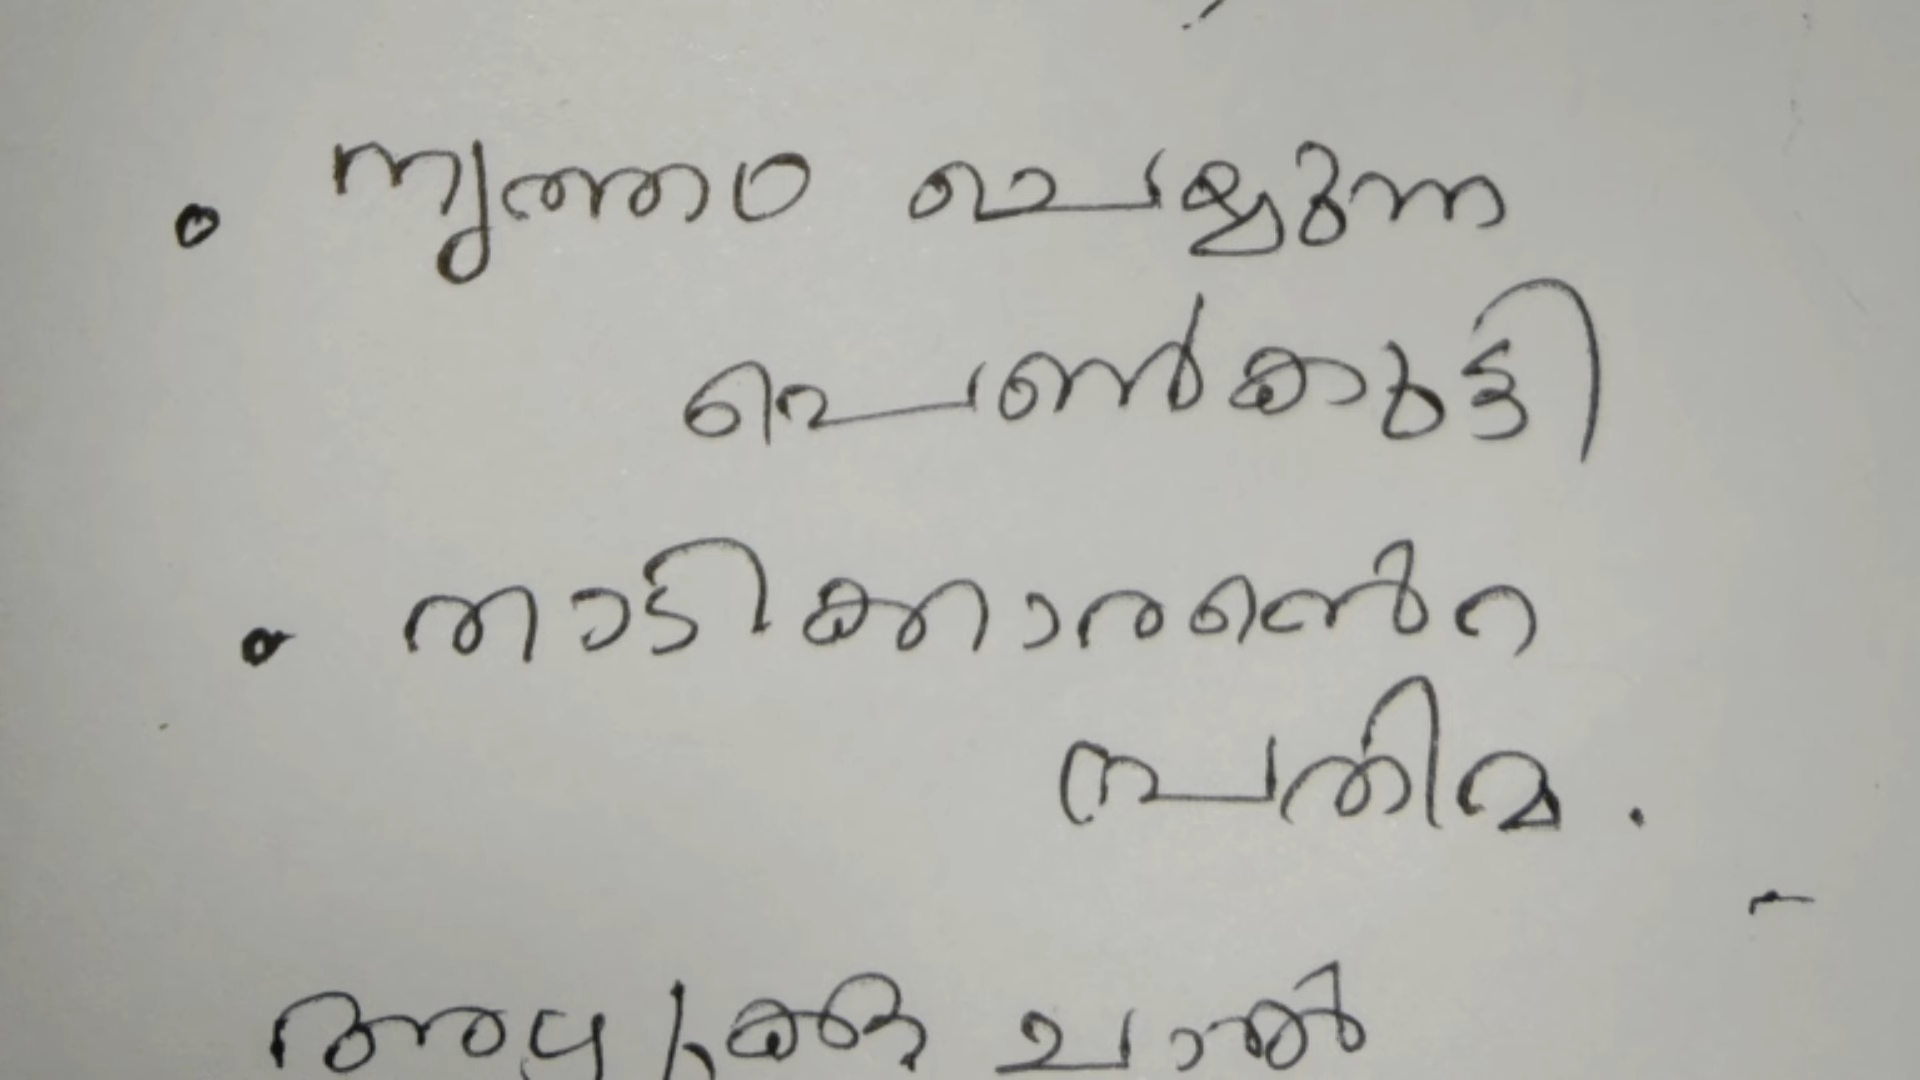 • നൃത്തം ചെയ്യുന്ന
പെൺകുട്ടി
• താടിക്കാരന്റെ
പ്രതിമ.
ചാൽ